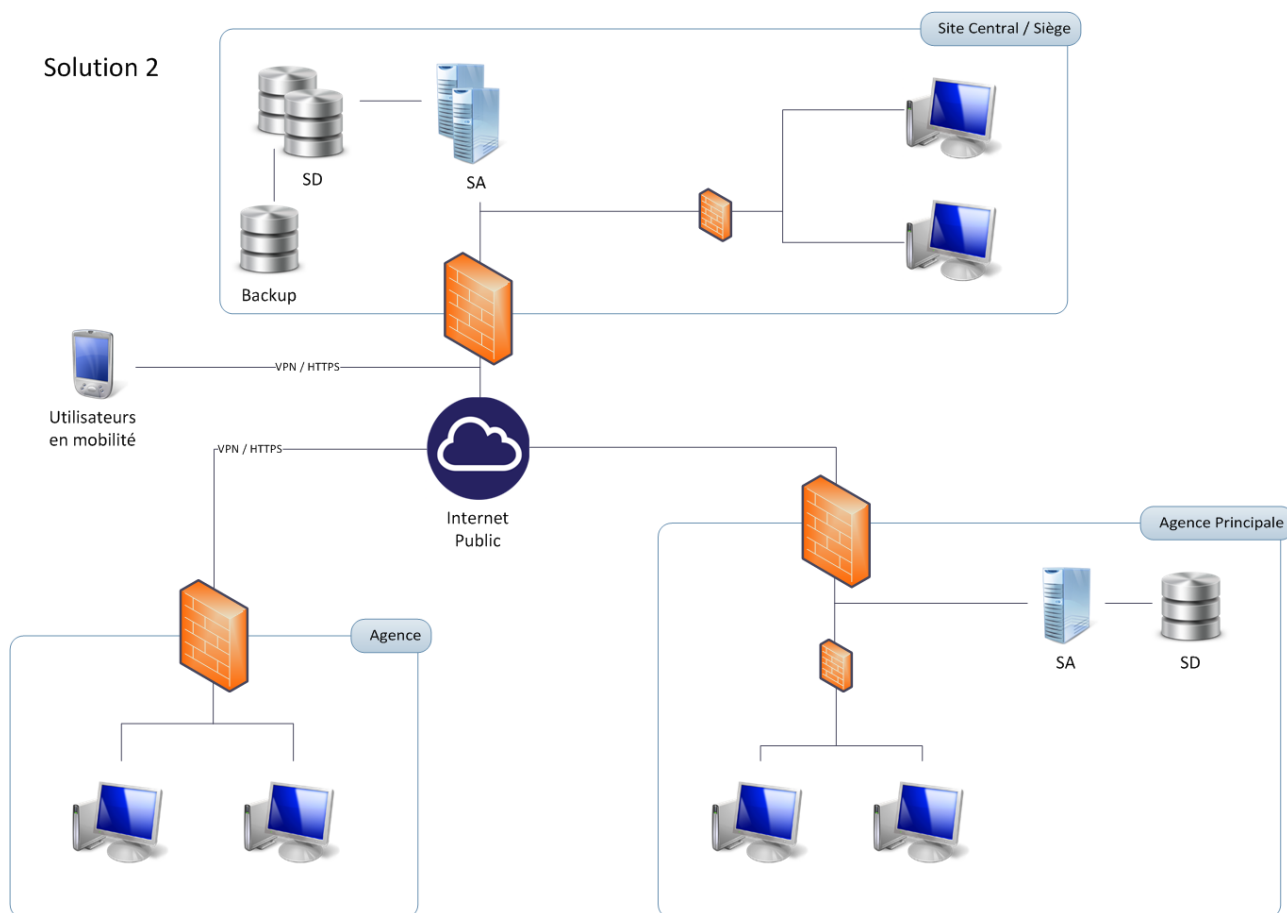 Site Central / Siège
Solution 2
SD
SA
Backup
VPN / HTTPS
Utilisateurs
en mobilité
VPN / HTTPS
Internet
Public
Agence Principale
Agence
SA
SD